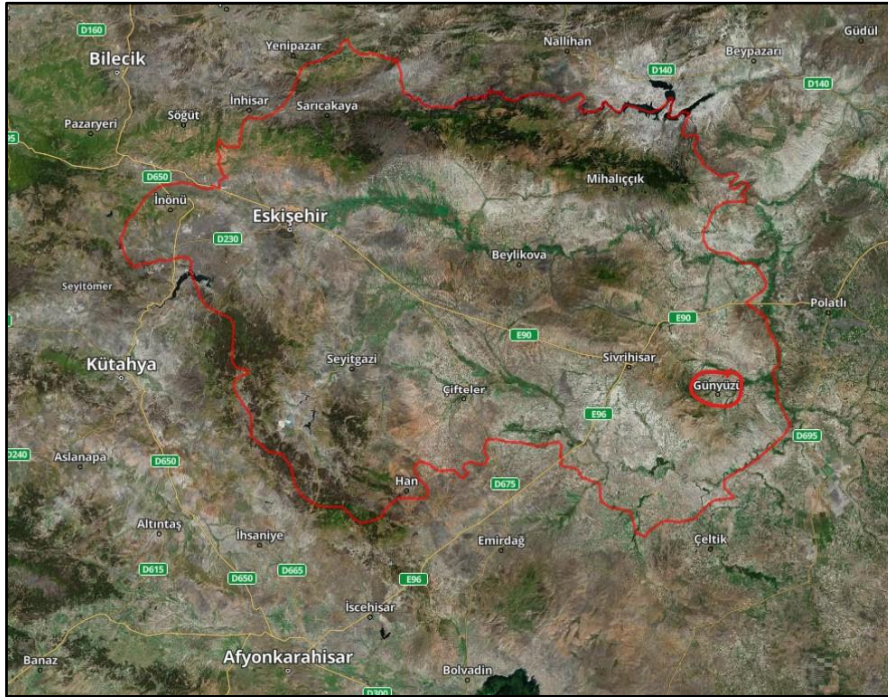 D160
Bilecik
Yenipazar
Nallıhan
Güdül
Beypazarı
D140
D140
İnhisar
Sarıcakaya
Söğüt
Pazaryeri
D650
İnönü
Mihalıççık
Eskişehir
D230
Beylikova
Seyitömer
Polatlı
E90
E90
Kütahya
Seyitgazi
Sivrihisar
Çifteler
Günyüzü
E96
D695
D240
Aslanapa
D650
Han
D675
Altıntaş
İhsaniye
Emirdağ
Çeltik
D615
D650
D665
E96
İscehisar
Banaz
Afyonkarahisar
Bolvadin
D300